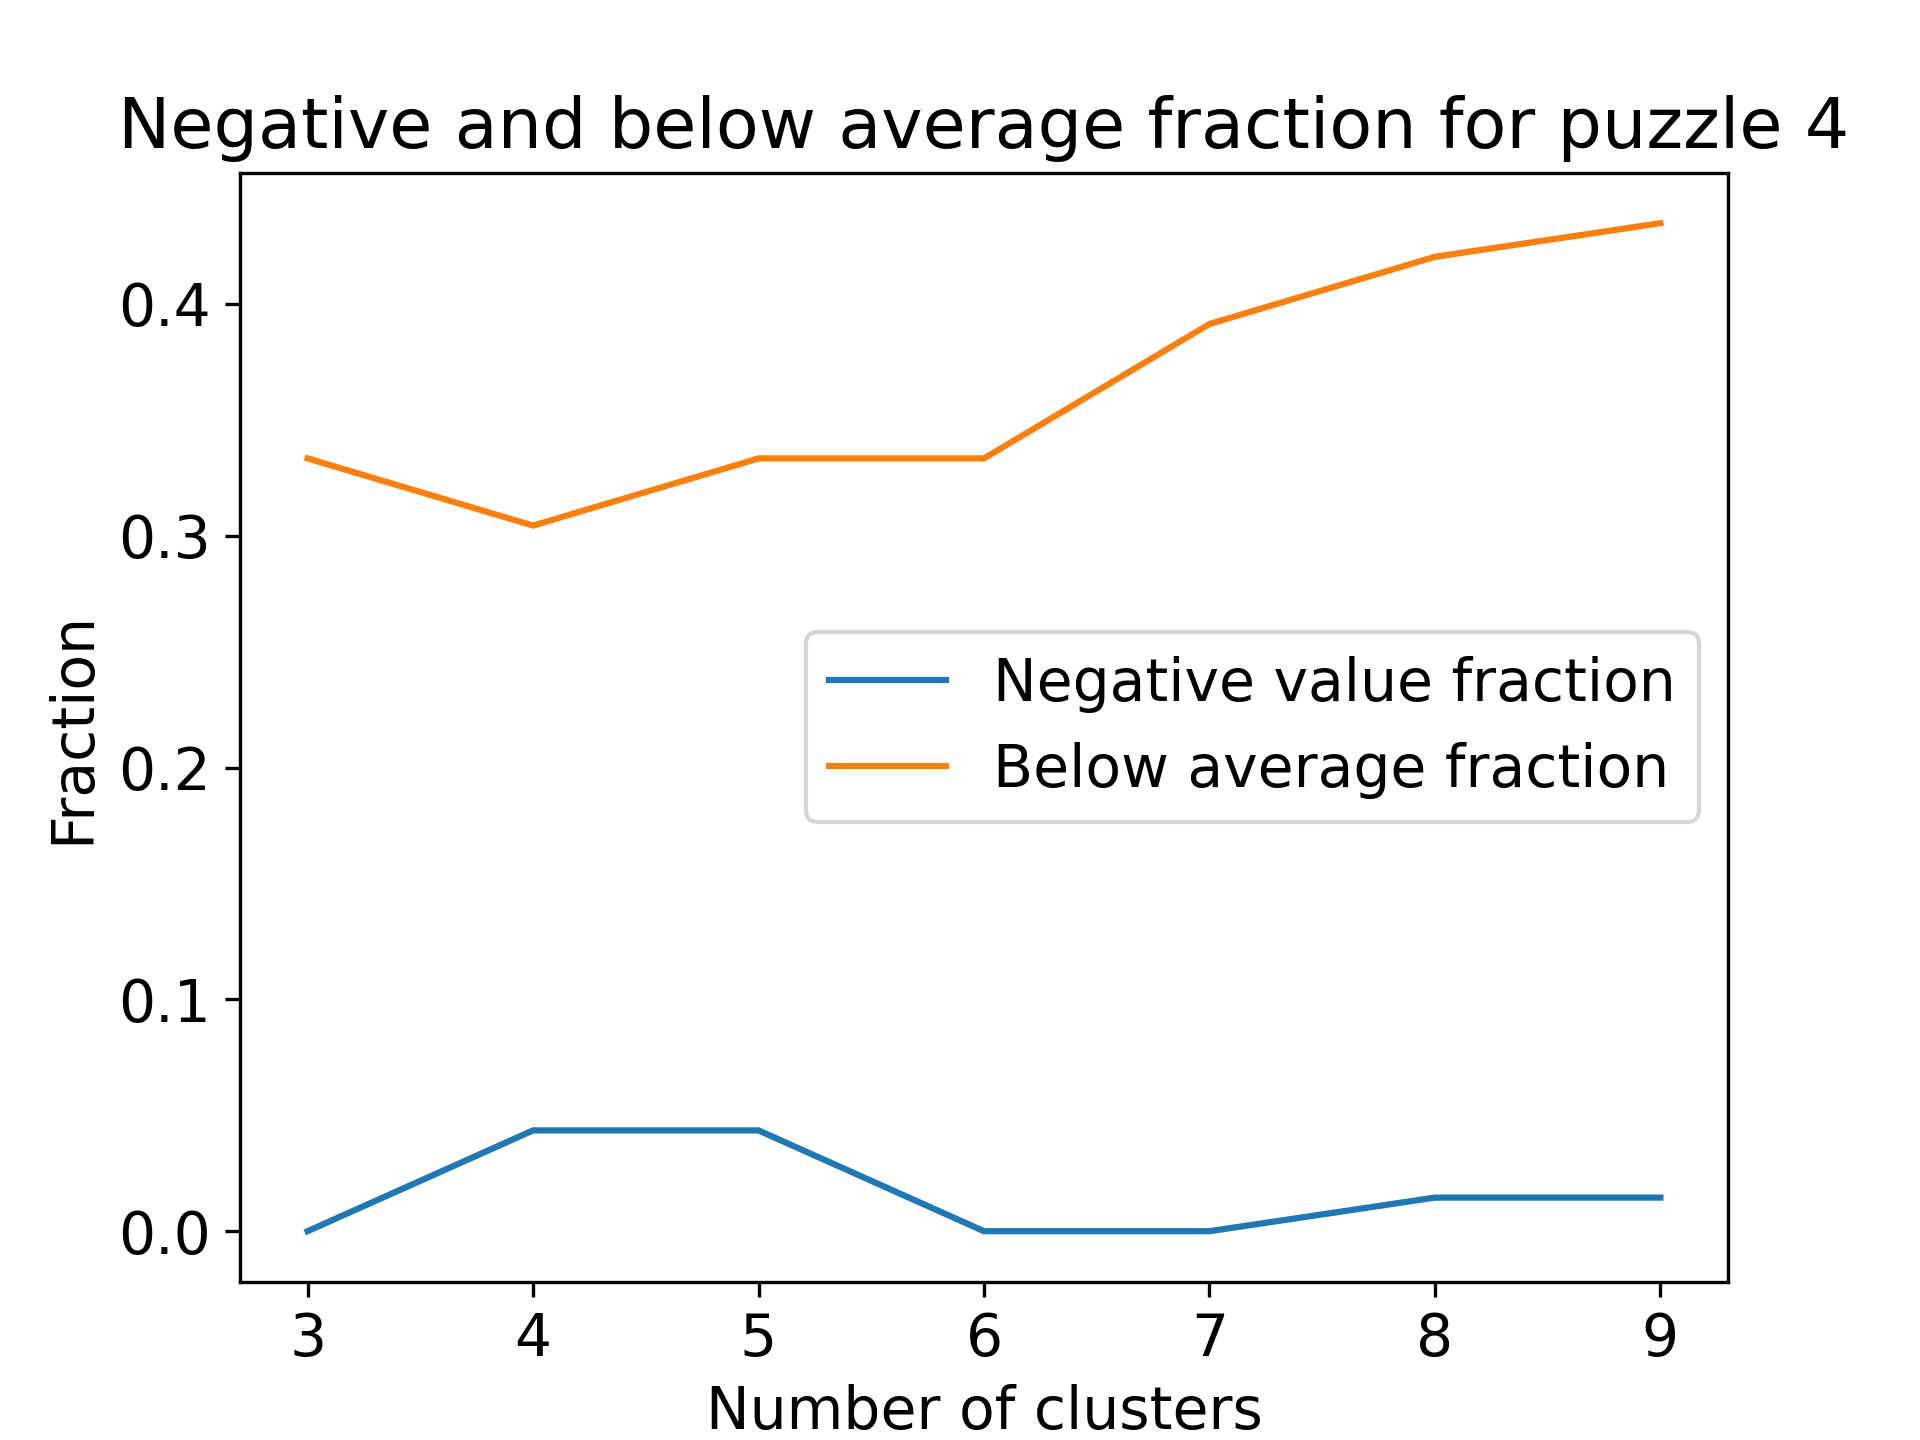 Negative and below average fraction for puzzle 4
0.4
0.3
0.2
0.1
0.0
Fraction
Negative value fraction
Below average fraction
3 4 5 6 7 8 9
Number of clusters